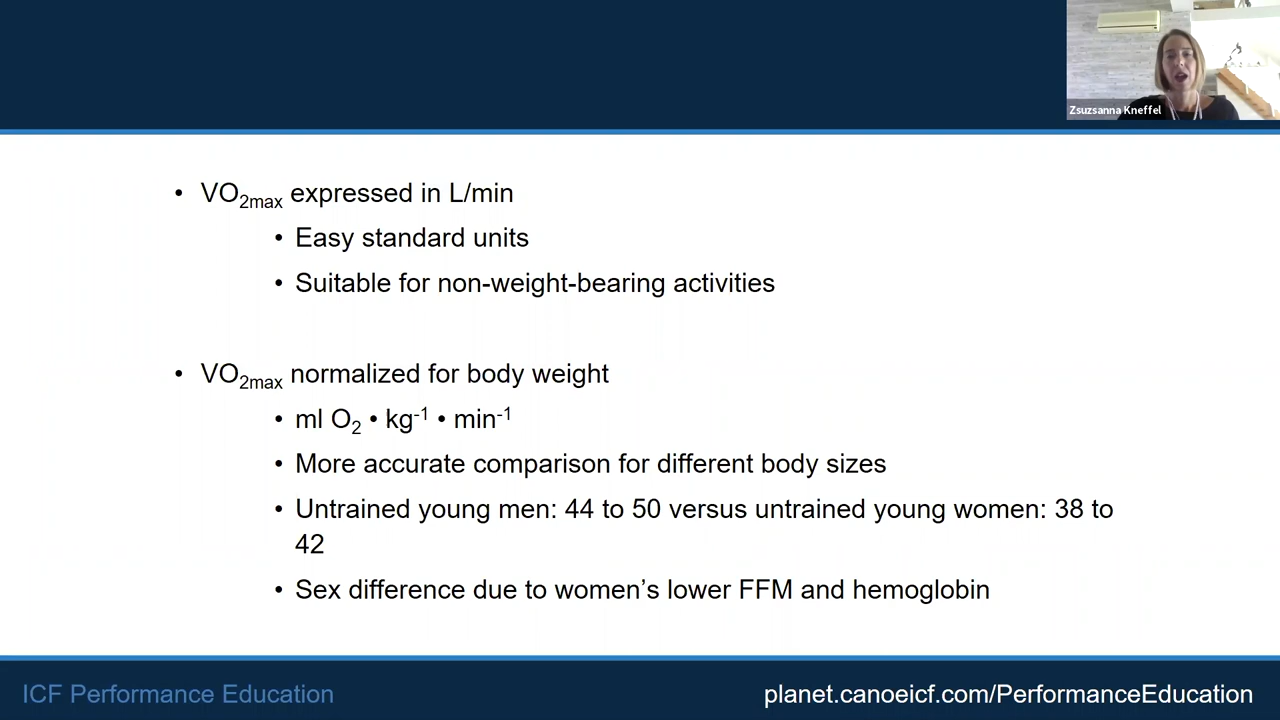 Zsuzsanna Kneffel
• VO₂max expressed in L/min
• Easy standard units
• Suitable for non-weight-bearing activities
• VO₂max normalized for body weight
• ml O₂ • kg⁻¹ • min⁻¹
• More accurate comparison for different body sizes
• Untrained young men: 44 to 50 versus untrained young women: 38 to
42
• Sex difference due to women’s lower FFM and hemoglobin
ICF Performance Education
planet.canoeicf.com/PerformanceEducation